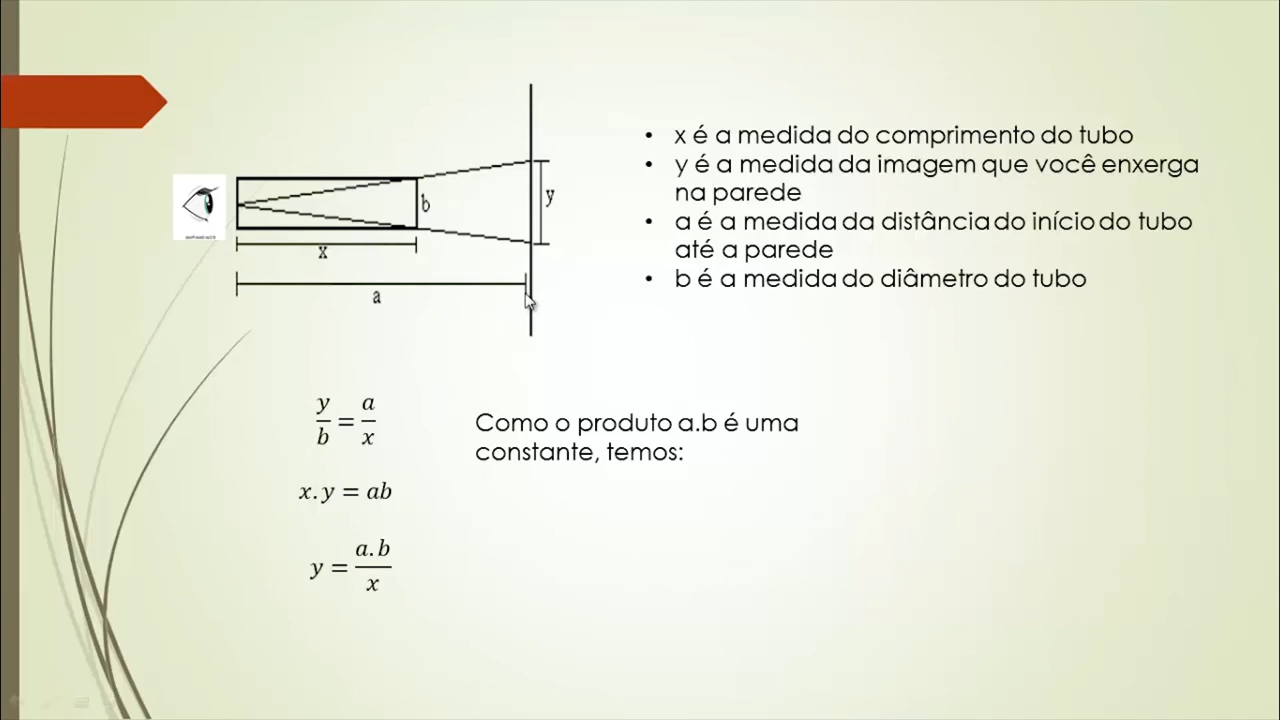 b
y
x
a
• x é a medida do comprimento do tubo
• y é a medida da imagem que você enxerga
na parede
• a é a medida da distância do início do tubo
até a parede
• b é a medida do diâmetro do tubo
y/b = a/x
x.y = ab
y = a.b/x
Como o produto a.b é uma
constante, temos: